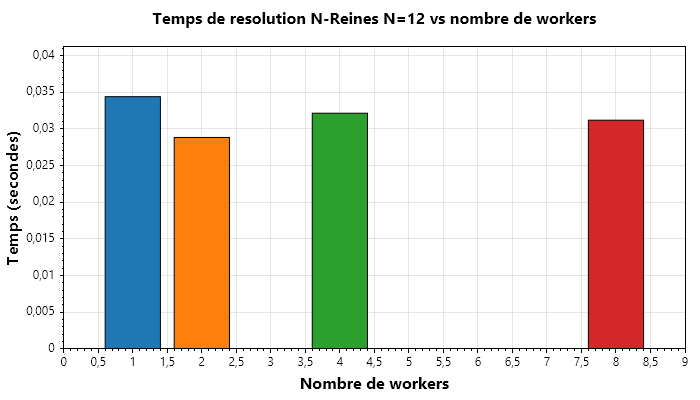 Temps de resolution N-Reines N=12 vs nombre de workers
0,04
0,035
0,03
0,025
0,02
0,015
0,01
0,005
0
Temps (secondes)
0 0,5 1 1,5 2 2,5 3 3,5 4 4,5 5 5,5 6 6,5 7 7,5 8 8,5 9
Nombre de workers